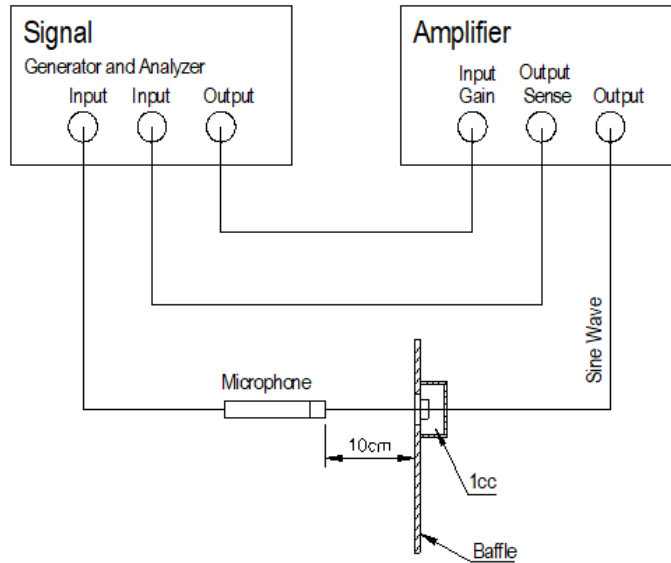 Signal
Generator and Analyzer
Input
Input
Output
Amplifier
Input
Gain
Output
Sense
Output
Sine Wave
Microphone
10cm
1cc
Baffle